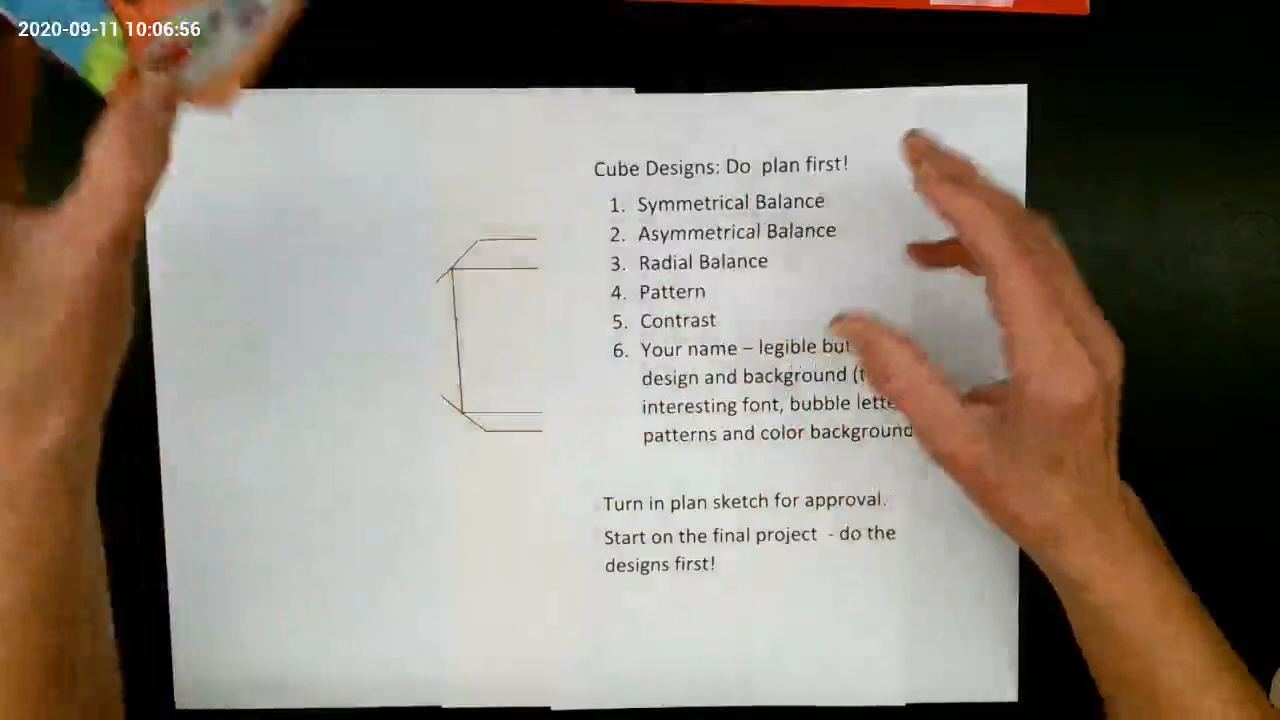 2020-09-11 10:06:56
Cube Designs: Do plan first!
1. Symmetrical Balance
2. Asymmetrical Balance
3. Radial Balance
4. Pattern
5. Contrast
6. Your name – legible but
design and background
interesting font, bubble
patterns and color background
Turn in plan sketch for approval.
Start on the final project - do the
designs first!